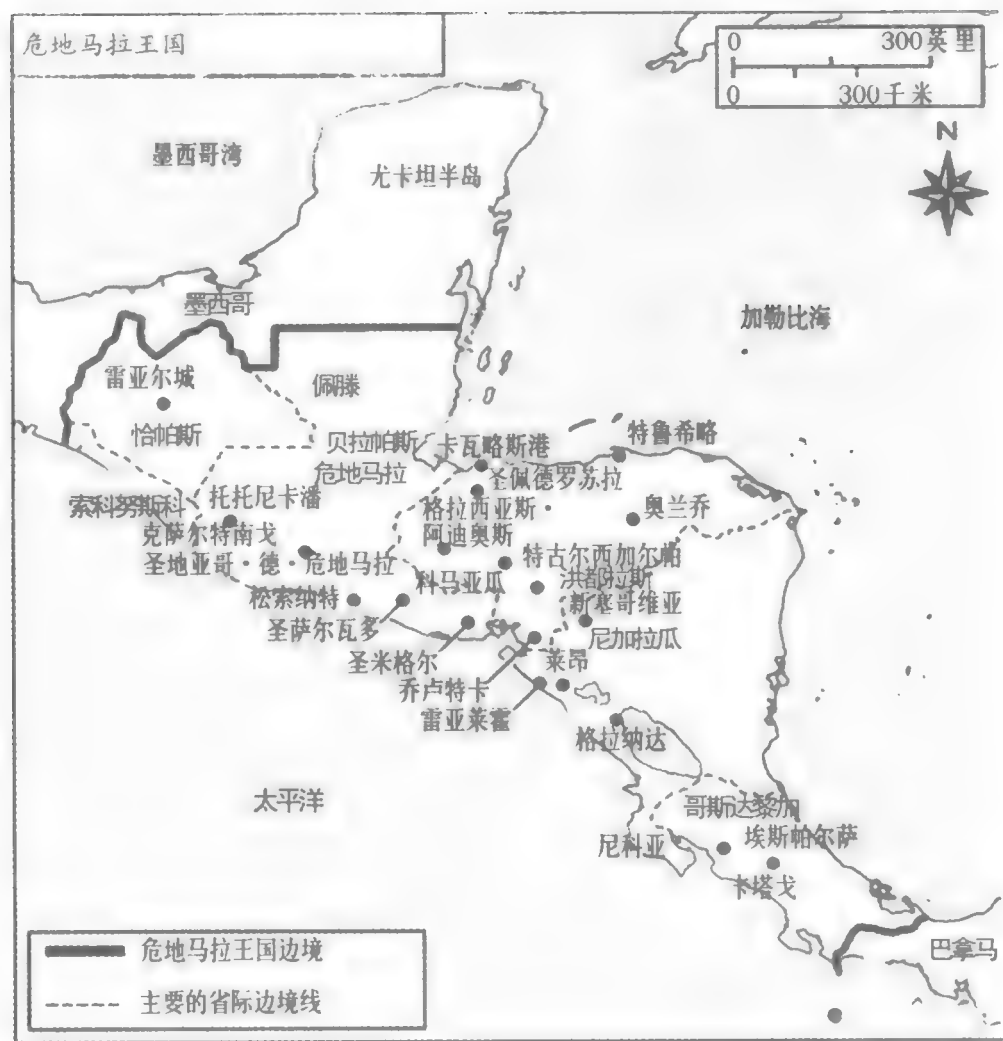 危地马拉王国
0 300英里
0 300千米
N
墨西哥湾
尤卡坦半岛
墨西哥
加勒比海
雷亚尔城
佩滕
恰帕斯
贝拉帕斯
卡瓦略斯港
特鲁希略
危地马拉
圣佩德罗苏拉
索科努斯科
托托尼卡潘
格拉西亚斯·
奥兰乔
克萨尔特南戈
阿迪奥斯
圣地亚哥·德·危地马拉
特古尔西加尔帕
科马亚瓜
洪都拉斯
松索纳特
新塞哥维亚
圣萨尔瓦多
尼加拉瓜
圣米格尔
莱昂
乔卢特卡
雷亚莱霍
格拉纳达
太平洋
哥斯达黎加
尼科亚
埃斯帕尔萨
卡塔戈
巴拿马
危地马拉王国边境
主要的省际边境线